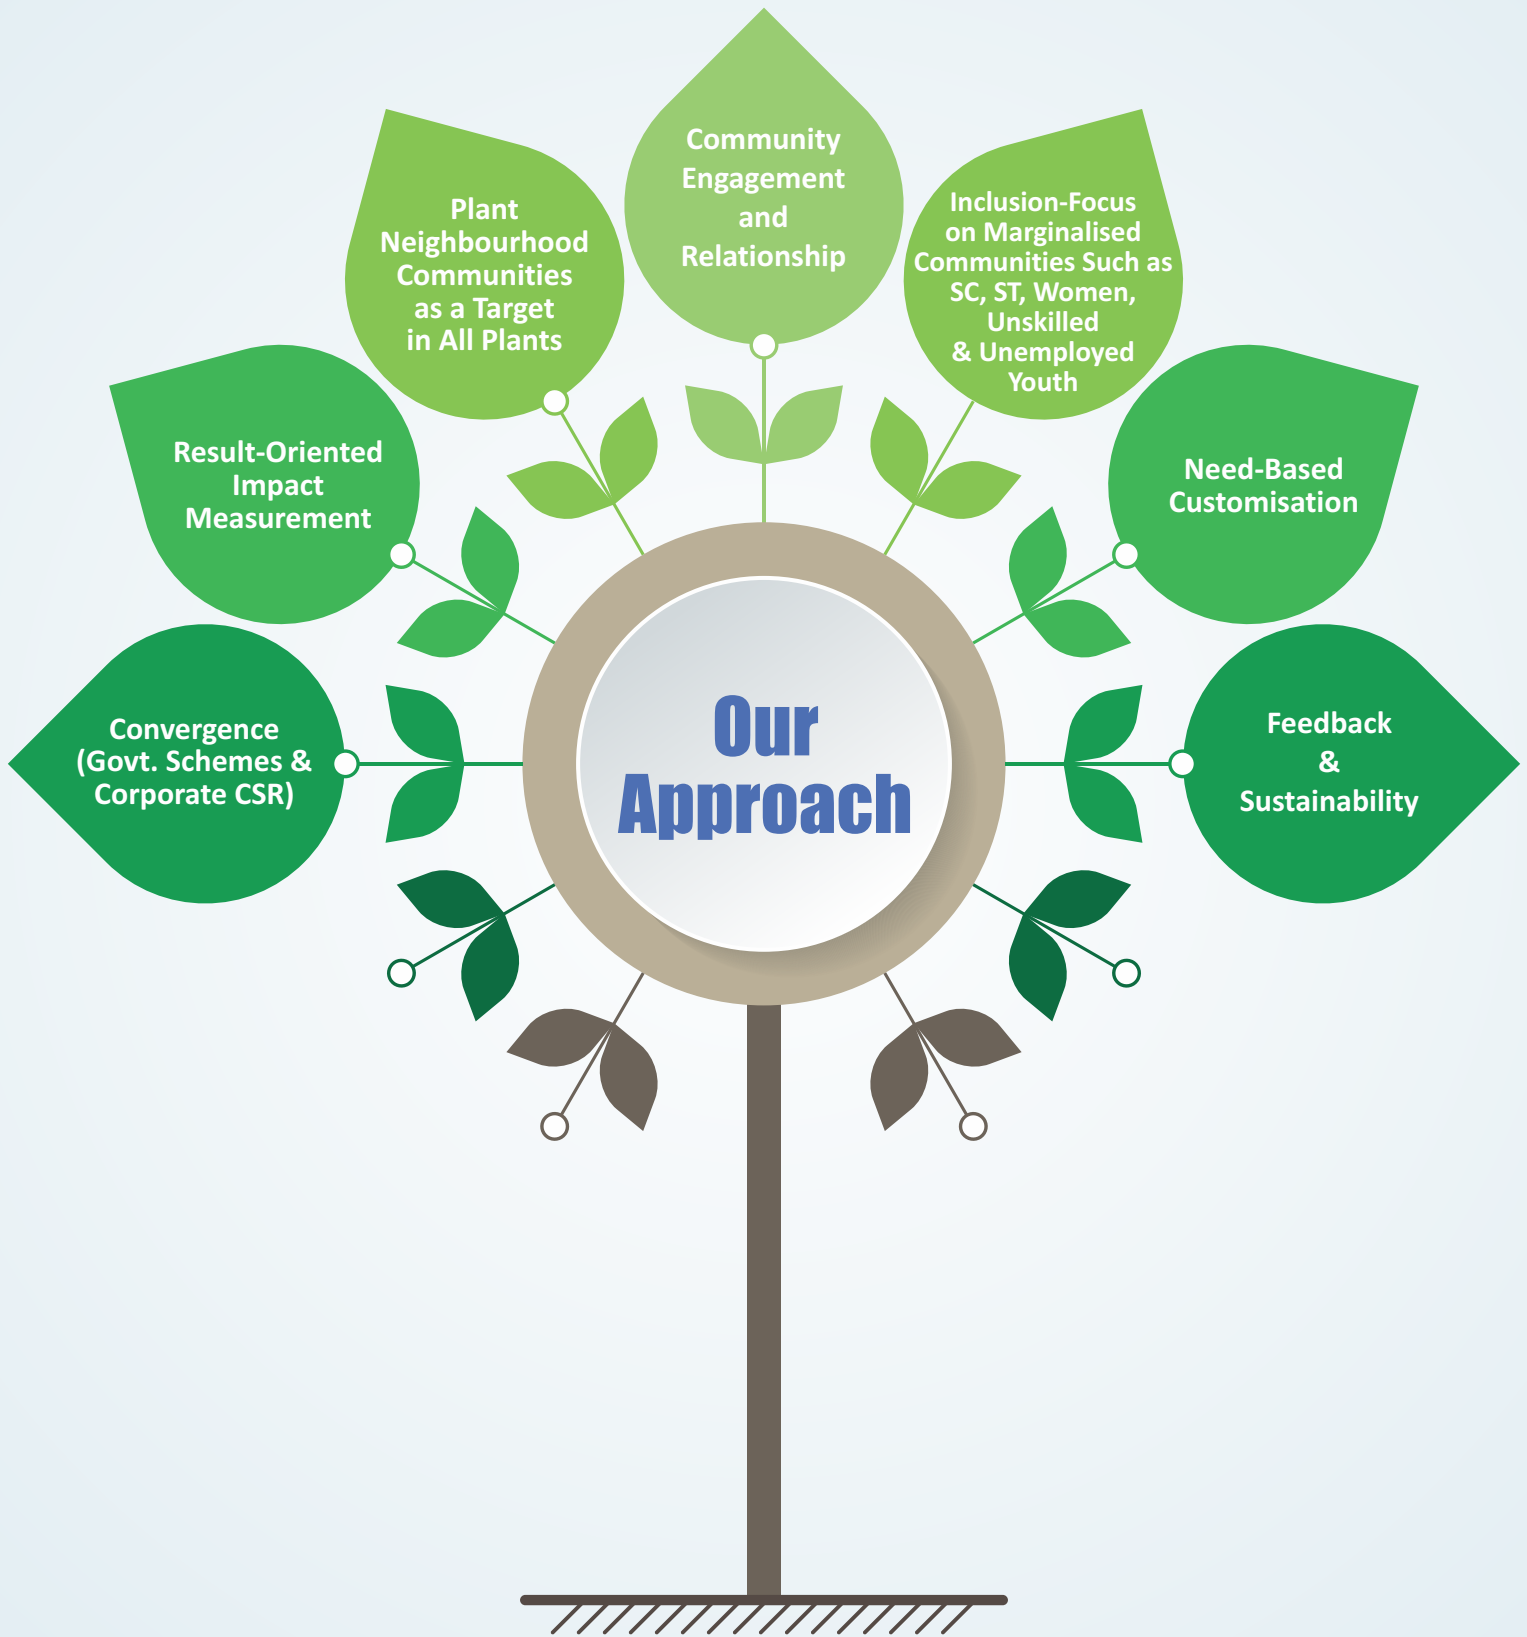 Community
Engagement
and
Relationship
Plant
Neighbourhood
Communities
as a Target
in All Plants
Inclusion-Focus
on Marginalised
Communities Such as
SC, ST, Women,
Unskilled
& Unemployed
Youth
Result-Oriented
Impact
Measurement
Need-Based
Customisation
Convergence
(Govt. Schemes &
Corporate CSR)
Our
Approach
Feedback
&
Sustainability